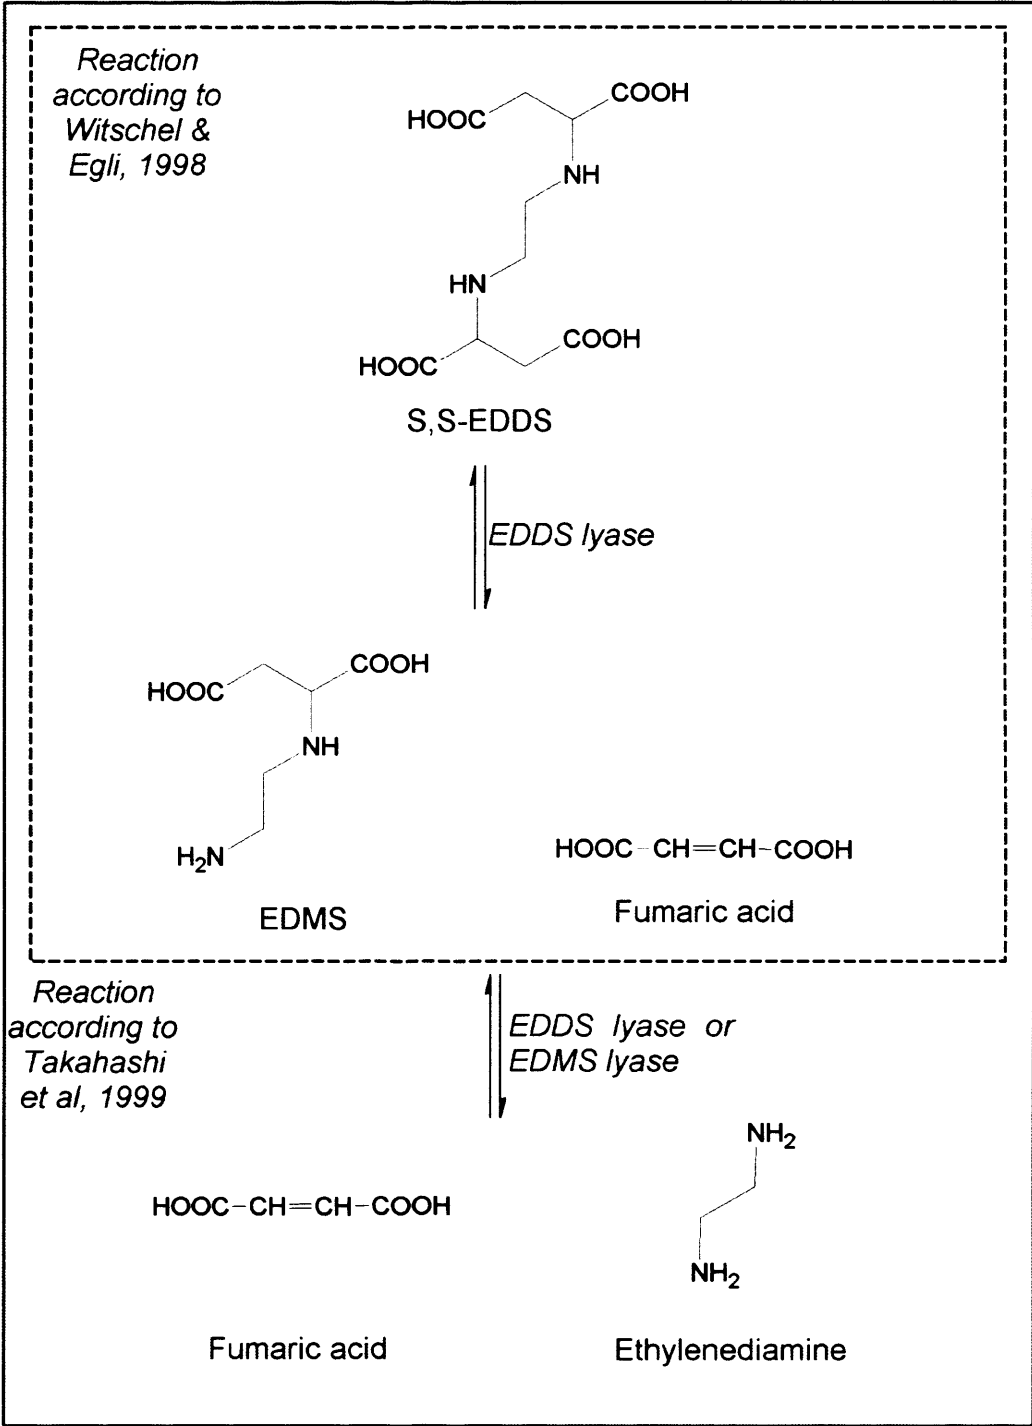 Reaction
according to
Witschel &
Egli, 1998
HOOC COOH
NH
HN
HOOC COOH
S,S-EDDS
EDDS lyase
HOOC COOH
NH
H₂N
HOOC-CH=CH-COOH
EDMS
Fumaric acid
Reaction
according to
Takahashi
et al, 1999
EDDS lyase or
EDMS lyase
NH₂
HOOC-CH=CH-COOH
NH₂
Fumaric acid
Ethylenediamine